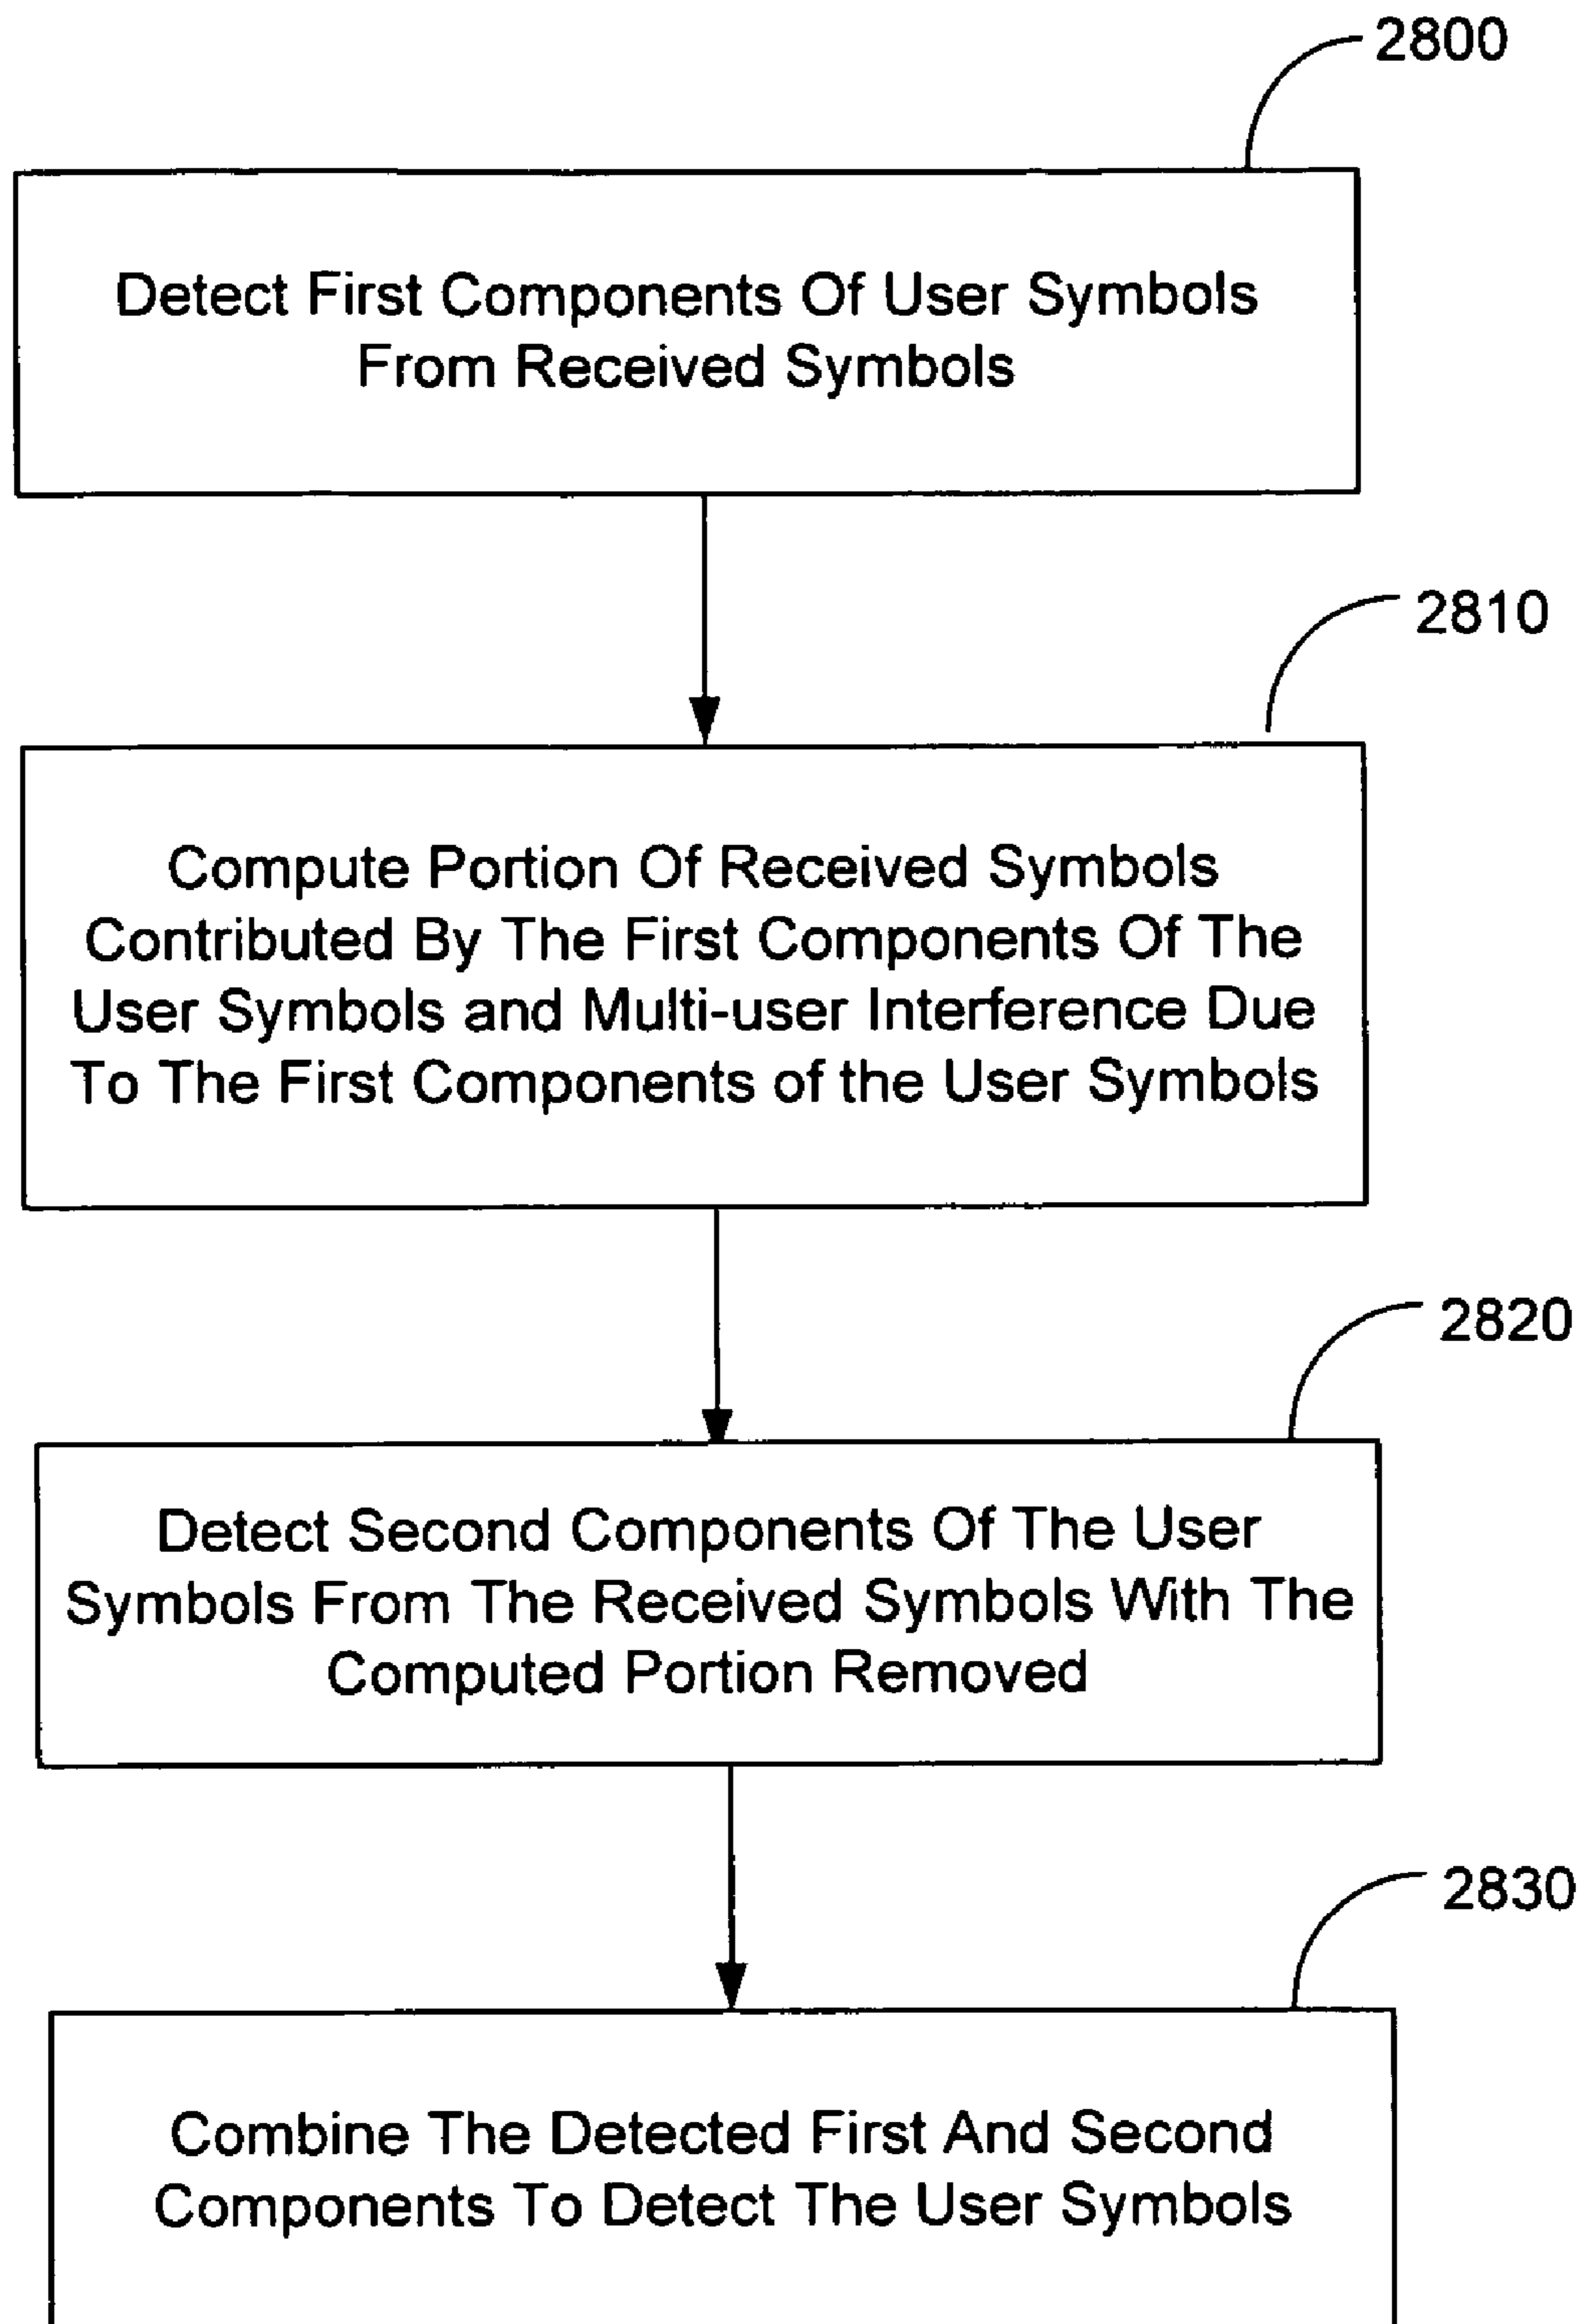 2800
Detect First Components Of User Symbols
From Received Symbols
2810
Compute Portion Of Received Symbols
Contributed By The First Components Of The
User Symbols and Multi-user Interference Due
To The First Components of the User Symbols
2820
Detect Second Components Of The User
Symbols From The Received Symbols With The
Computed Portion Removed
2830
Combine The Detected First And Second
Components To Detect The User Symbols